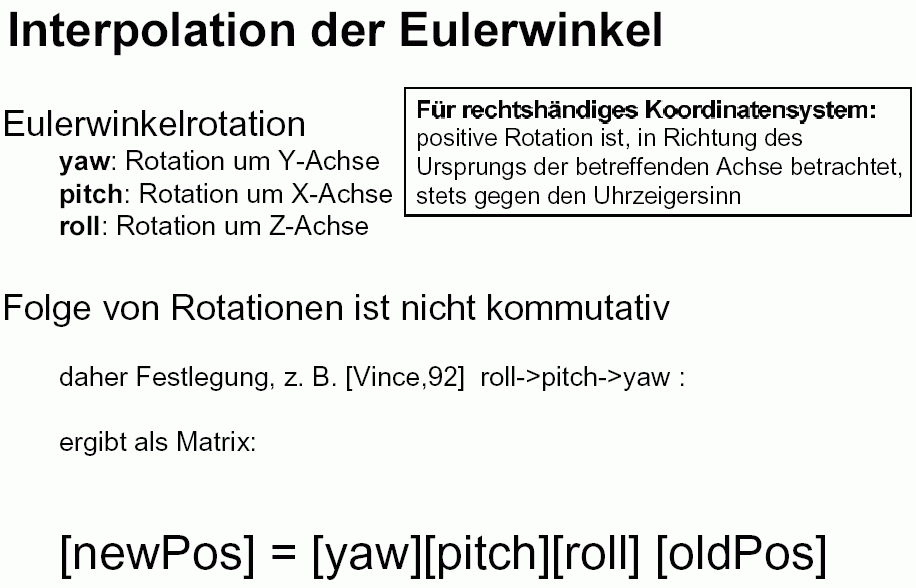 Interpolation der Eulerwinkel
Eulerwinkelrotation
yaw: Rotation um Y-Achse
pitch: Rotation um X-Achse
roll: Rotation um Z-Achse
Für rechtshändiges Koordinatensystem:
positive Rotation ist, in Richtung des
Ursprungs der betreffenden Achse betrachtet,
stets gegen den Uhrzeigersinn
Folge von Rotationen ist nicht kommutativ
daher Festlegung, z. B. [Vince,92] roll->pitch->yaw :
ergibt als Matrix:
[newPos] = [yaw][pitch][roll] [oldPos]